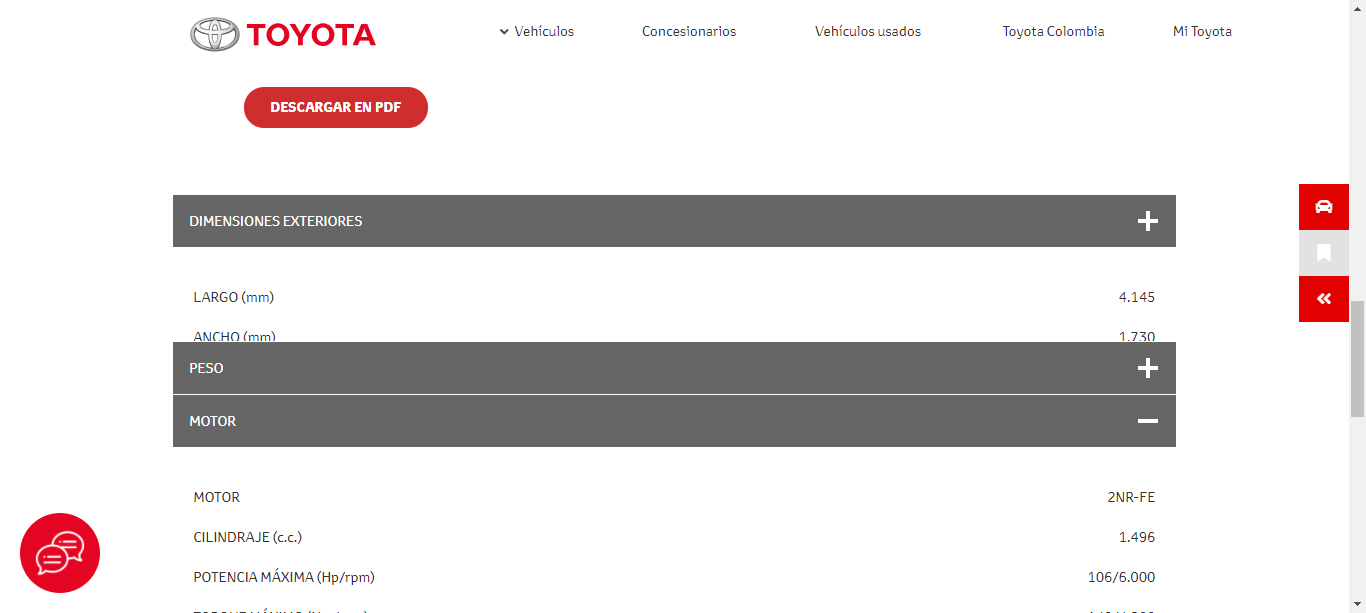 TOYOTA
Vehículos
Concesionarios
Vehículos usados
Toyota Colombia
Mi Toyota
DESCARGAR EN PDF
DIMENSIONES EXTERIORES
LARGO (mm) 4.145
ANCHO (mm) 1.730
PESO
MOTOR
MOTOR 2NR-FE
CILINDRAJE (c.c.) 1.496
POTENCIA MÁXIMA (Hp/rpm) 106/6.000